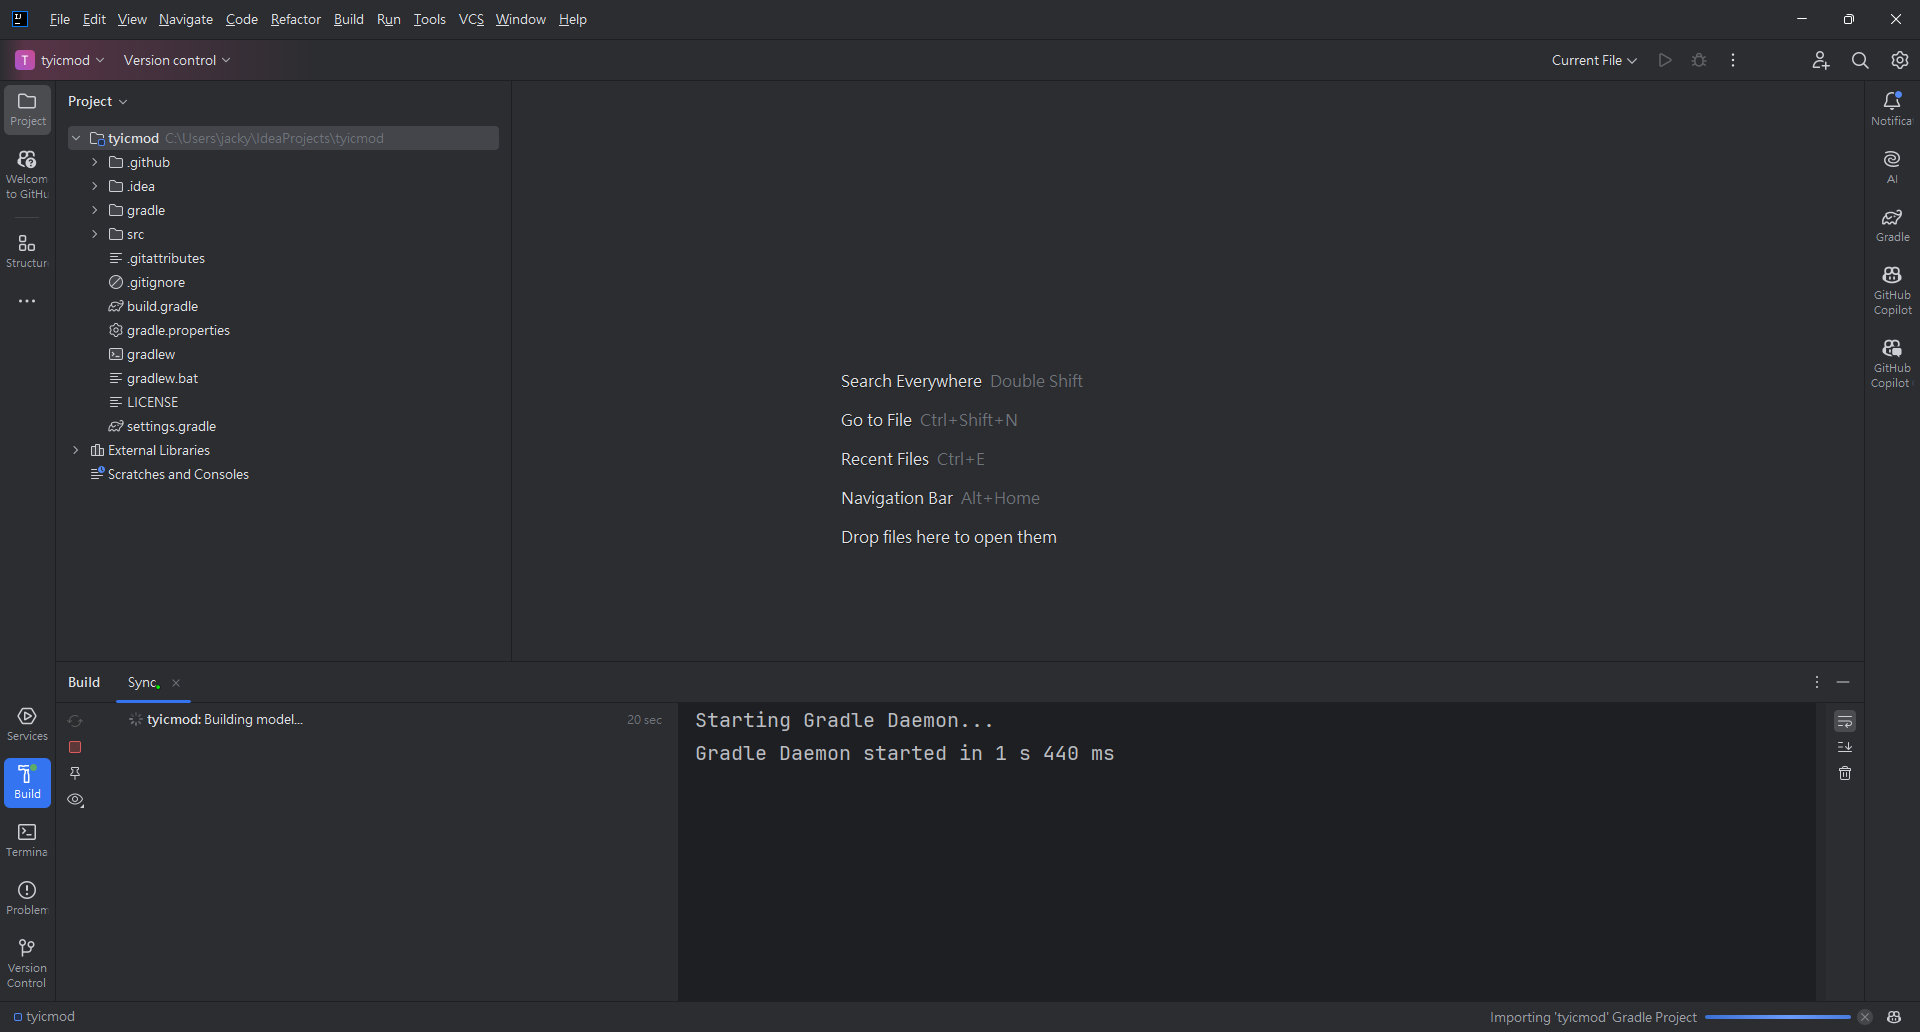 File Edit View Navigate Code Refactor Build Run Tools VCS Window Help
T tyicmod Version control Current File
Project
Project
Welcom
to GitHu
Structur
tyicmod C:\Users\jacky\IdeaProjects\tyicmod
.github
.idea
gradle
src
.gitattributes
.gitignore
build.gradle
gradle.properties
gradlew
gradlew.bat
LICENSE
settings.gradle
External Libraries
Scratches and Consoles
Search Everywhere Double Shift
Go to File Ctrl+Shift+N
Recent Files Ctrl+E
Navigation Bar Alt+Home
Drop files here to open them
Notifica
AI
Gradle
GitHub
Copilot
GitHub
Copilot
Services
Build
Termina
Problem
Version
Control
Build Sync
tyicmod: Building model... 20 sec
Starting Gradle Daemon...
Gradle Daemon started in 1 s 440 ms
tyicmod Importing 'tyicmod' Gradle Project